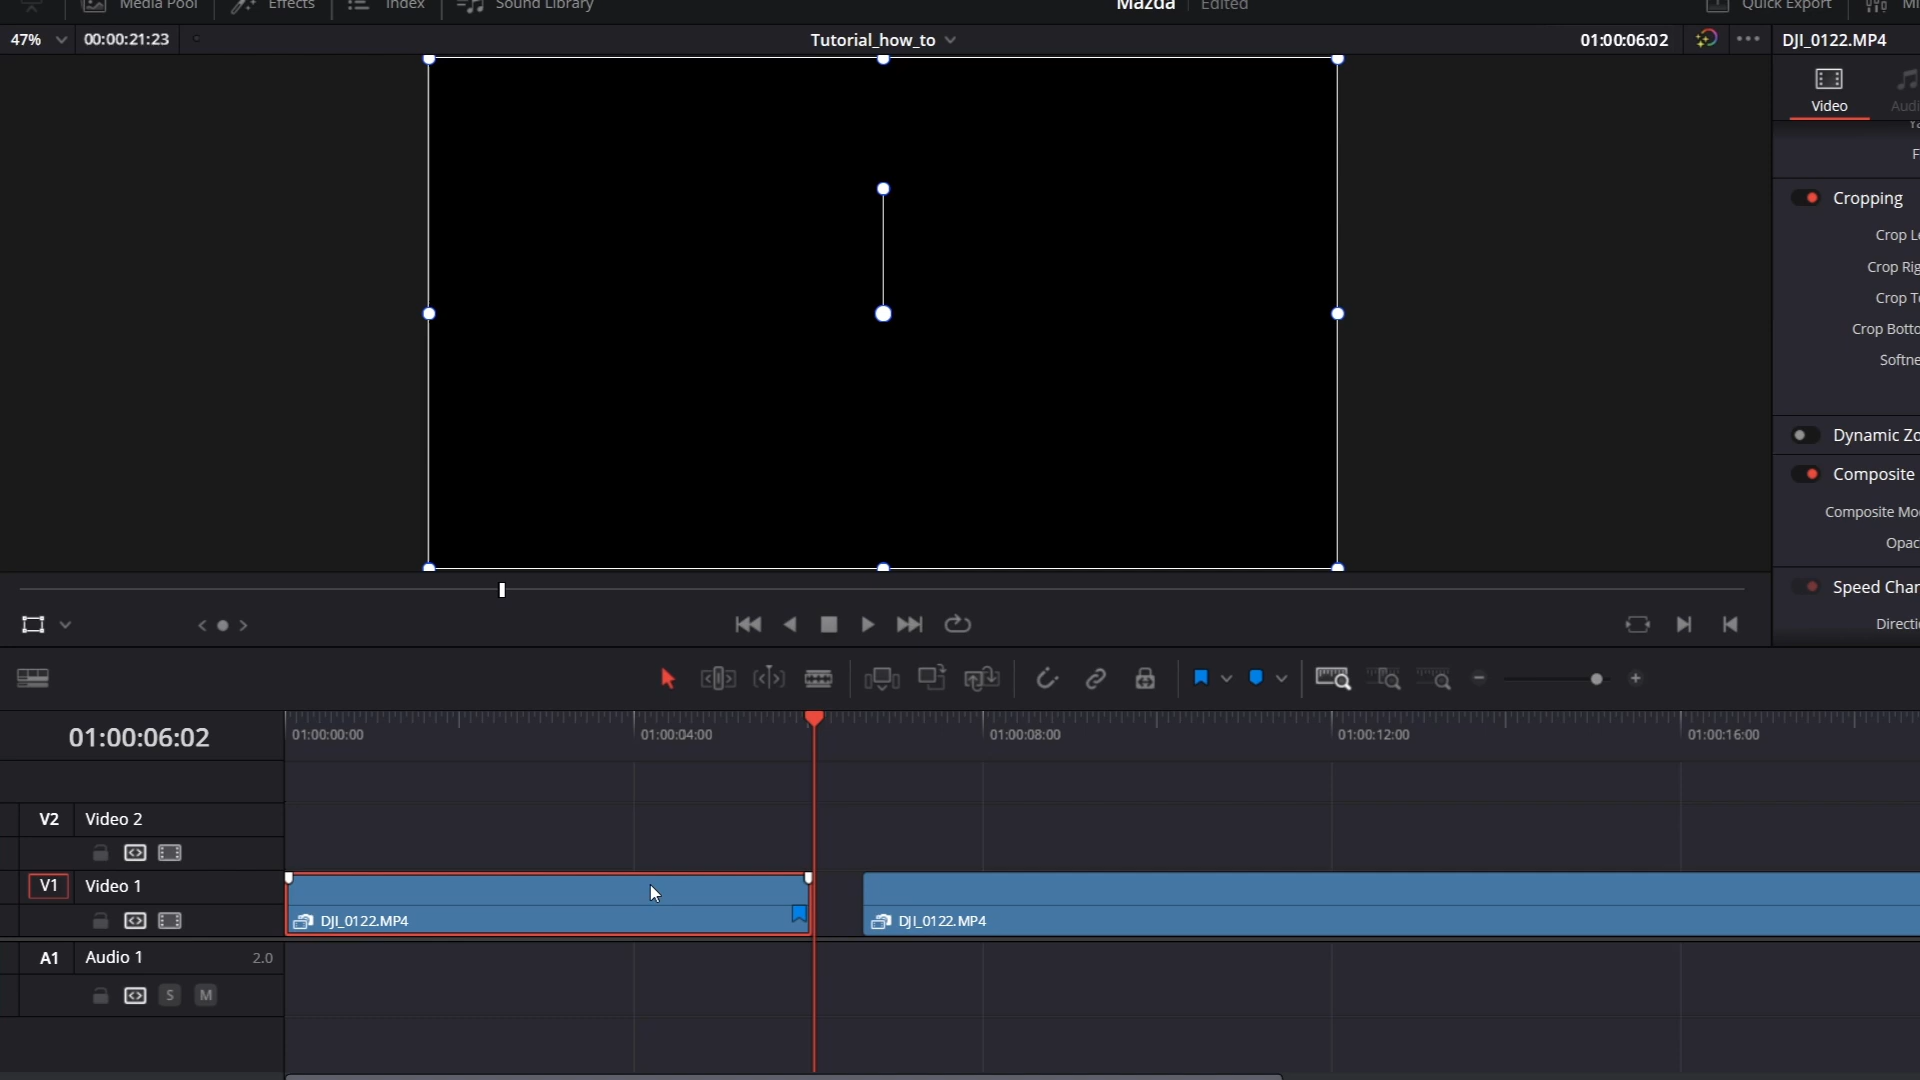 Media Pool
Effects
Index
Sound Library
Mazda
Edited
Quick Export
47%
00:00:21:23
Tutorial_how_to
01:00:06:02
DJI_0122.MP4
Video
Audi
Cropping
Crop Le
Crop Rig
Crop T
Crop Botto
Softne
Dynamic Zo
Composite
Composite Mo
Opac
Speed Char
Directi
01:00:06:02
01:00:00:00
01:00:04:00
01:00:08:00
01:00:12:00
01:00:16:00
V2 Video 2
V1 Video 1
DJI_0122.MP4
DJI_0122.MP4
A1 Audio 1 2.0
S M